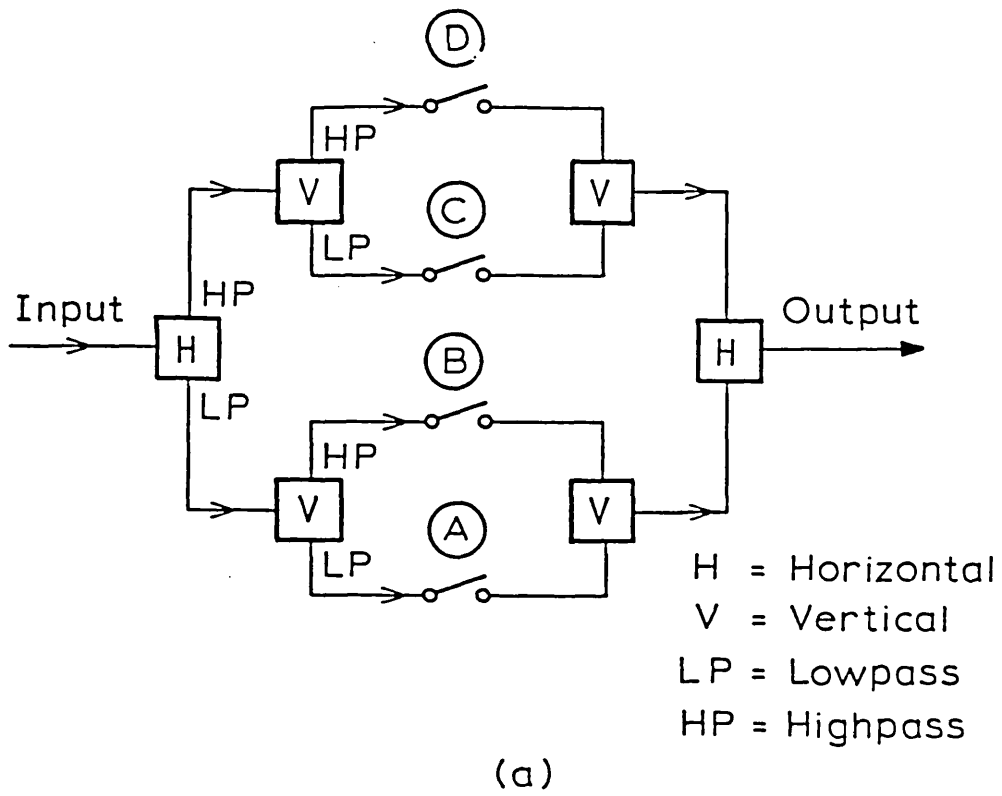 D
HP
V
V
C
LP
HP
Input
Output
H
H
B
LP
HP
V
V
A
LP
H = Horizontal
V = Vertical
LP = Lowpass
HP = Highpass
(a)